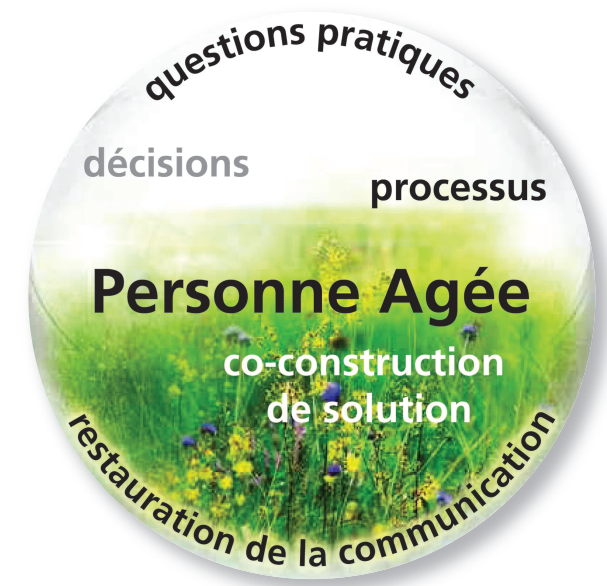 questions pratiques
décisions
processus
Personne Agée
co-construction
de solution
restauration de la communication